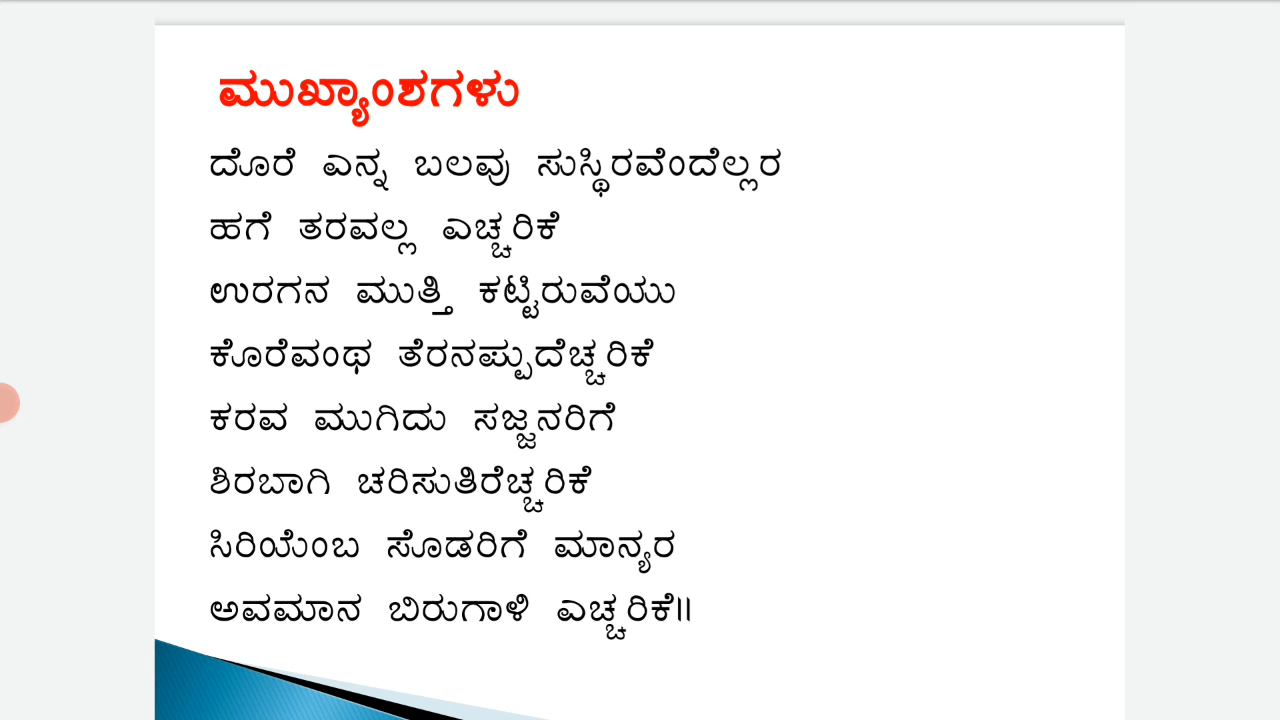 ಮುಖ್ಯಾಂಶಗಳು
ದೊರೆ ಎನ್ನ ಬಲವು ಸುಸ್ಥಿರವೆಂದೆಲ್ಲರ
ಹಗೆ ತರವಲ್ಲ ಎಚ್ಚರಿಕೆ
ಉರಗನ ಮುತ್ತಿ ಕಟ್ಟಿರುವೆಯು
ಕೊರೆವಂಥ ತೆರನಪ್ಪುದೆಚ್ಚರಿಕೆ
ಕರವ ಮುಗಿದು ಸಜ್ಜನರಿಗೆ
ಶಿರಬಾಗಿ ಚರಿಸುತಿರೆಚ್ಚರಿಕೆ
ಸಿರಿಯೆಂಬ ಸೊಡರಿಗೆ ಮಾನ್ಯರ
ಅವಮಾನ ಬಿರುಗಾಳಿ ಎಚ್ಚರಿಕೆ॥